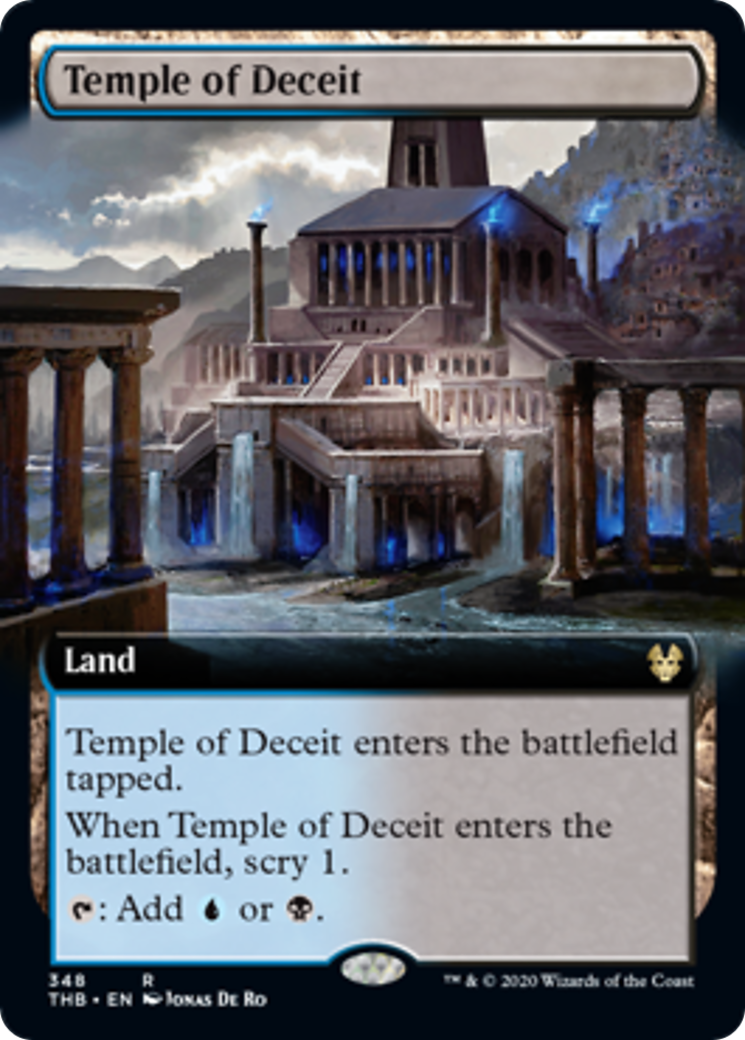 Temple of Deceit
Land
Temple of Deceit enters the battlefield
tapped.
When Temple of Deceit enters the
battlefield, scry 1.
: Add or .
348 R
THB • EN Jonas De Ro
™ & © 2020 Wizards of the Coast